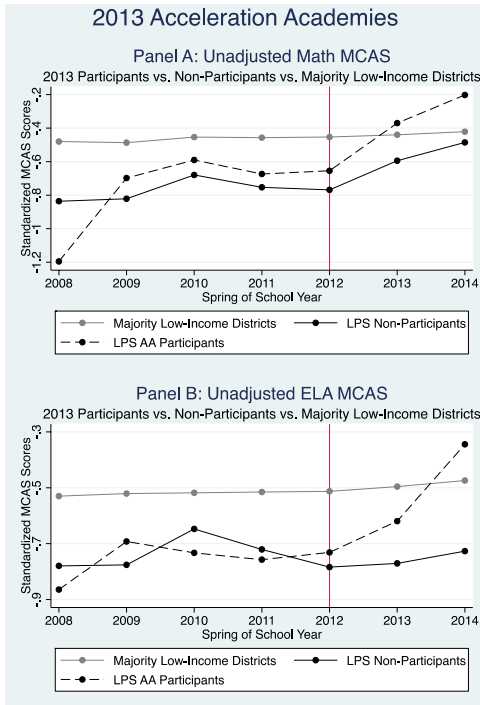 2013 Acceleration Academies
Panel A: Unadjusted Math MCAS
2013 Participants vs. Non-Participants vs. Majority Low-Income Districts
Standardized MCAS Scores
-.2
-.4
-.6
-.8
-1
-1.2
2008 2009 2010 2011 2012 2013 2014
Spring of School Year
Majority Low-Income Districts LPS Non-Participants
LPS AA Participants
Panel B: Unadjusted ELA MCAS
2013 Participants vs. Non-Participants vs. Majority Low-Income Districts
Standardized MCAS Scores
-.3
-.5
-.7
-.9
2008 2009 2010 2011 2012 2013 2014
Spring of School Year
Majority Low-Income Districts LPS Non-Participants
LPS AA Participants